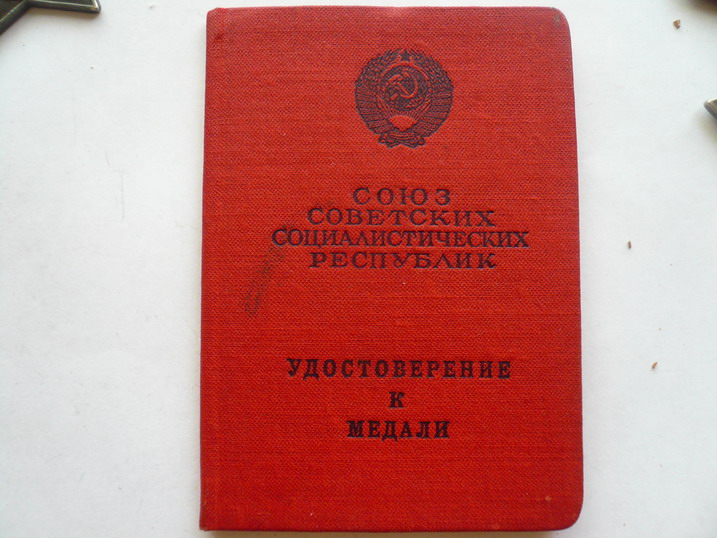 СОЮЗ
СОВЕТСКИХ
СОЦИАЛИСТИЧЕСКИХ
РЕСПУБЛИК
УДОСТОВЕРЕНИЕ
К
МЕДАЛИ